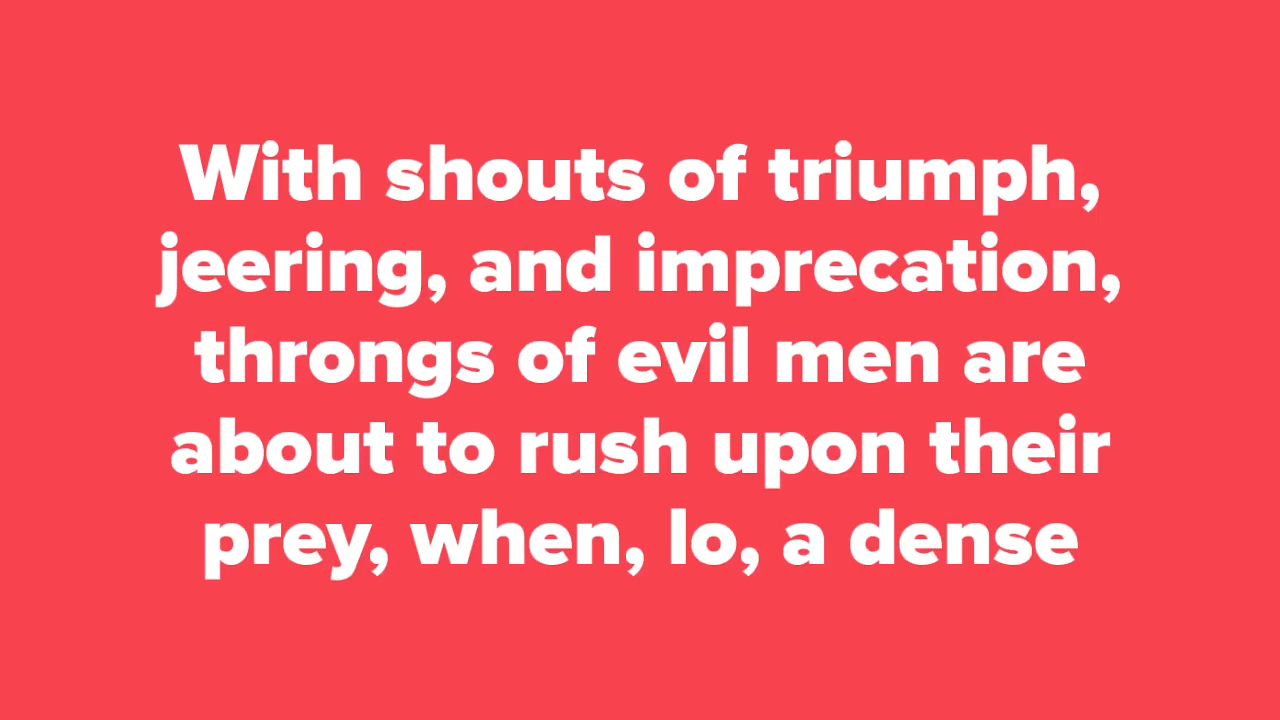 With shouts of triumph,
jeering, and imprecation,
throngs of evil men are
about to rush upon their
prey, when, lo, a dense